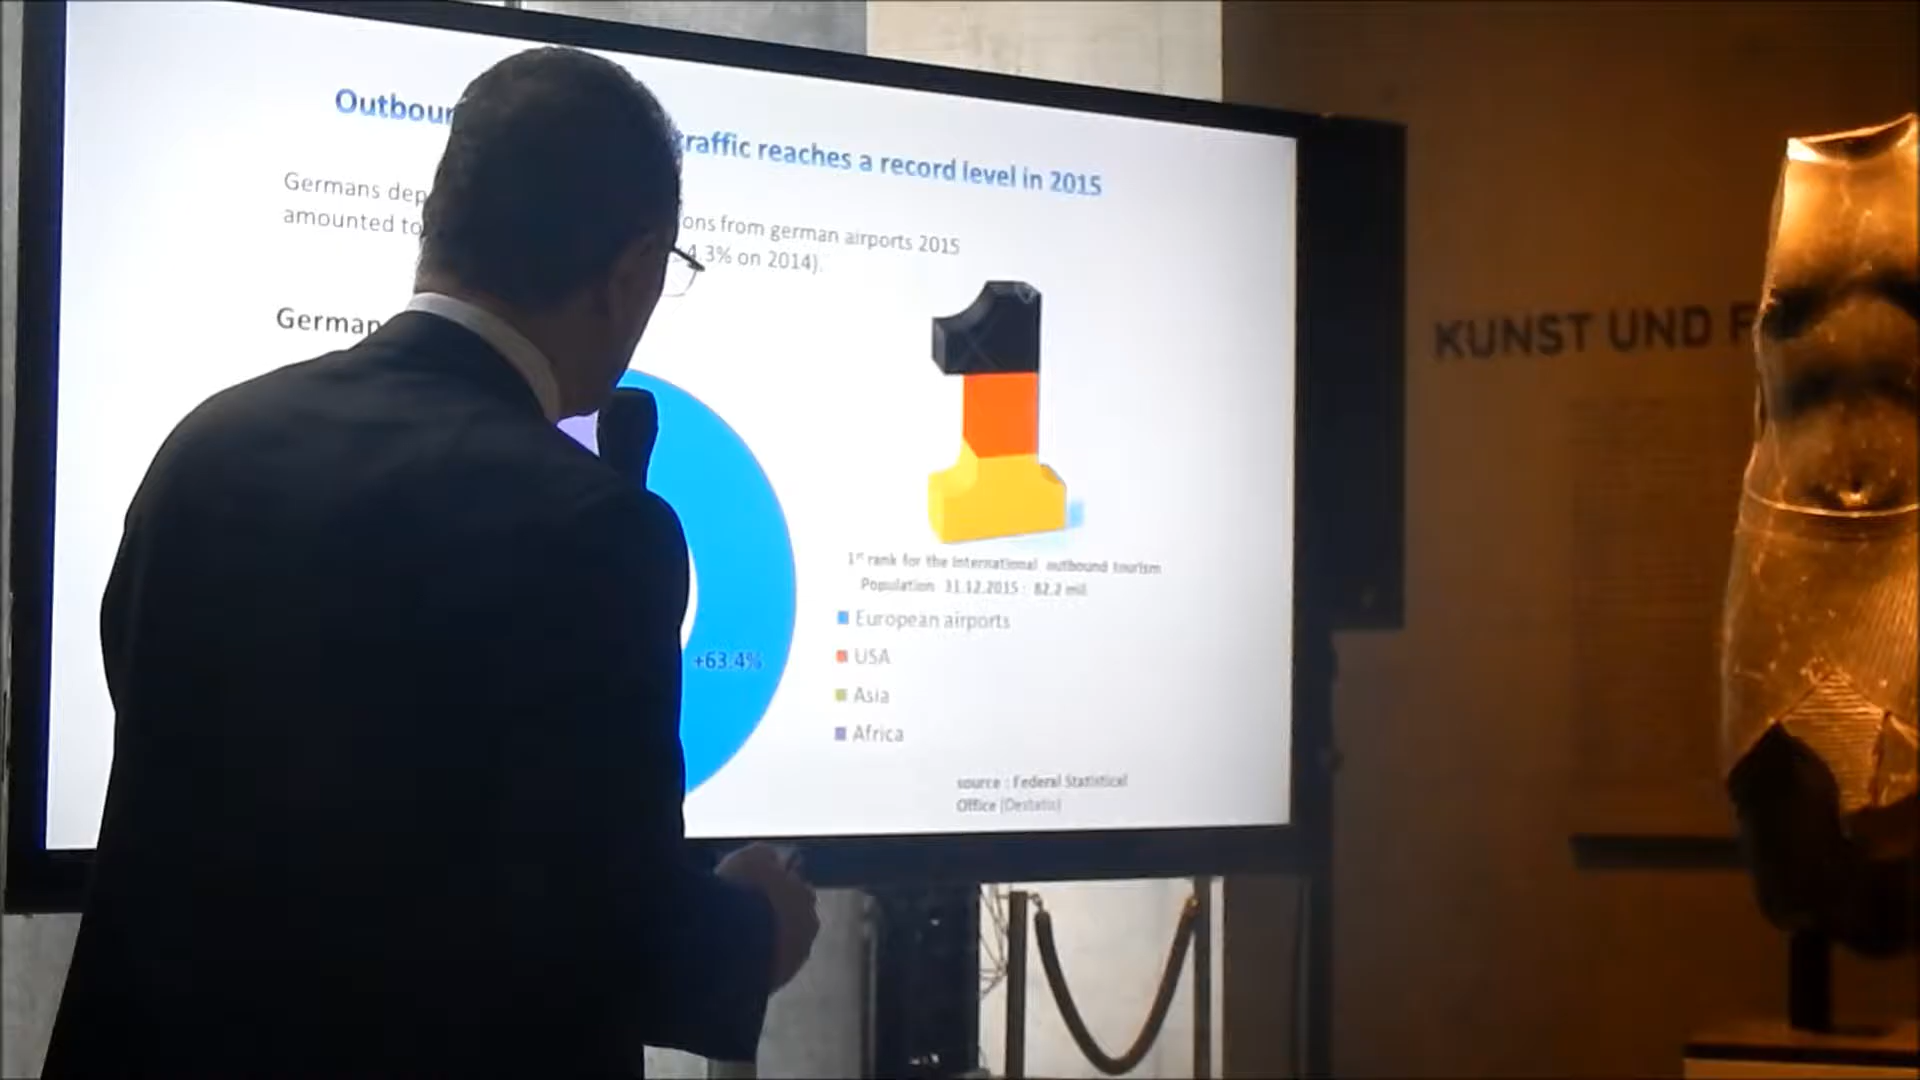 Outbour
traffic reaches a record level in 2015
Germans dep
ons from german airports 2015
amounted to
4.3% on 2014).
German
1st rank for the international outbound tourism
Population 31.12.2015 : 82.2 mil
European airports
USA
Asia
Africa
+63.4%
source : Federal Statistical
Office (Destatis)
KUNST UND F